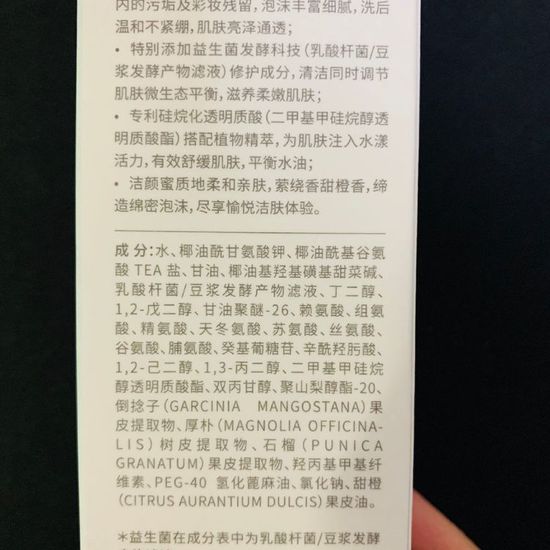 内的污垢及彩妆残留，泡沫丰富细腻，洗后
温和不紧绷，肌肤亮泽通透；
• 特别添加益生菌发酵科技（乳酸杆菌/豆
浆发酵产物滤液）修护成分，清洁同时调节
肌肤微生态平衡，滋养柔嫩肌肤；
• 专利硅烷化透明质酸（二甲基甲硅烷醇透
明质酸酯）搭配植物精萃，为肌肤注入水漾
活力，有效舒缓肌肤，平衡水油；
• 洁颜蜜质地柔和亲肤，萦绕香甜橙香，缔
造绵密泡沫，尽享愉悦洁肤体验。
成分：水、椰油酰甘氨酸钾、椰油酰基谷氨
酸 TEA 盐、甘油、椰油基羟基磺基甜菜碱、
乳酸杆菌/豆浆发酵产物滤液、丁二醇、
1,2-戊二醇、甘油聚醚-26、赖氨酸、组氨
酸、精氨酸、天冬氨酸、苏氨酸、丝氨酸、
谷氨酸、脯氨酸、癸基葡糖苷、辛酰羟肟酸、
1,2-己二醇、1,3-丙二醇、二甲基甲硅烷
醇透明质酸酯、双丙甘醇、聚山梨醇酯-20、
倒捻子(GARCINIA MANGOSTANA)果
皮提取物、厚朴(MAGNOLIA OFFICINA-
LIS)树皮提取物、石榴(PUNICA
GRANATUM)果皮提取物、羟丙基甲基纤
维素、PEG-40 氢化蓖麻油、氯化钠、甜橙
(CITRUS AURANTIUM DULCIS)果皮油。
*益生菌在成分表中为乳酸杆菌/豆浆发酵